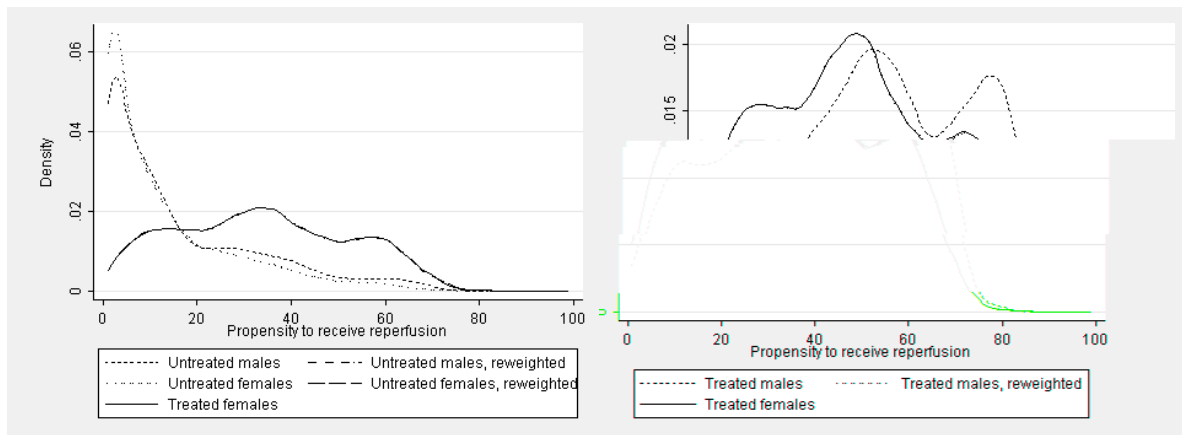 .06
.04
.02
0
Density
0 20 40 60 80 100
Propensity to receive reperfusion
Untreated males Untreated males, reweighted
Untreated females Untreated females, reweighted
Treated females
.02
.015
0 20 40 60 80 100
Propensity to receive reperfusion
Treated males Treated males, reweighted
Treated females